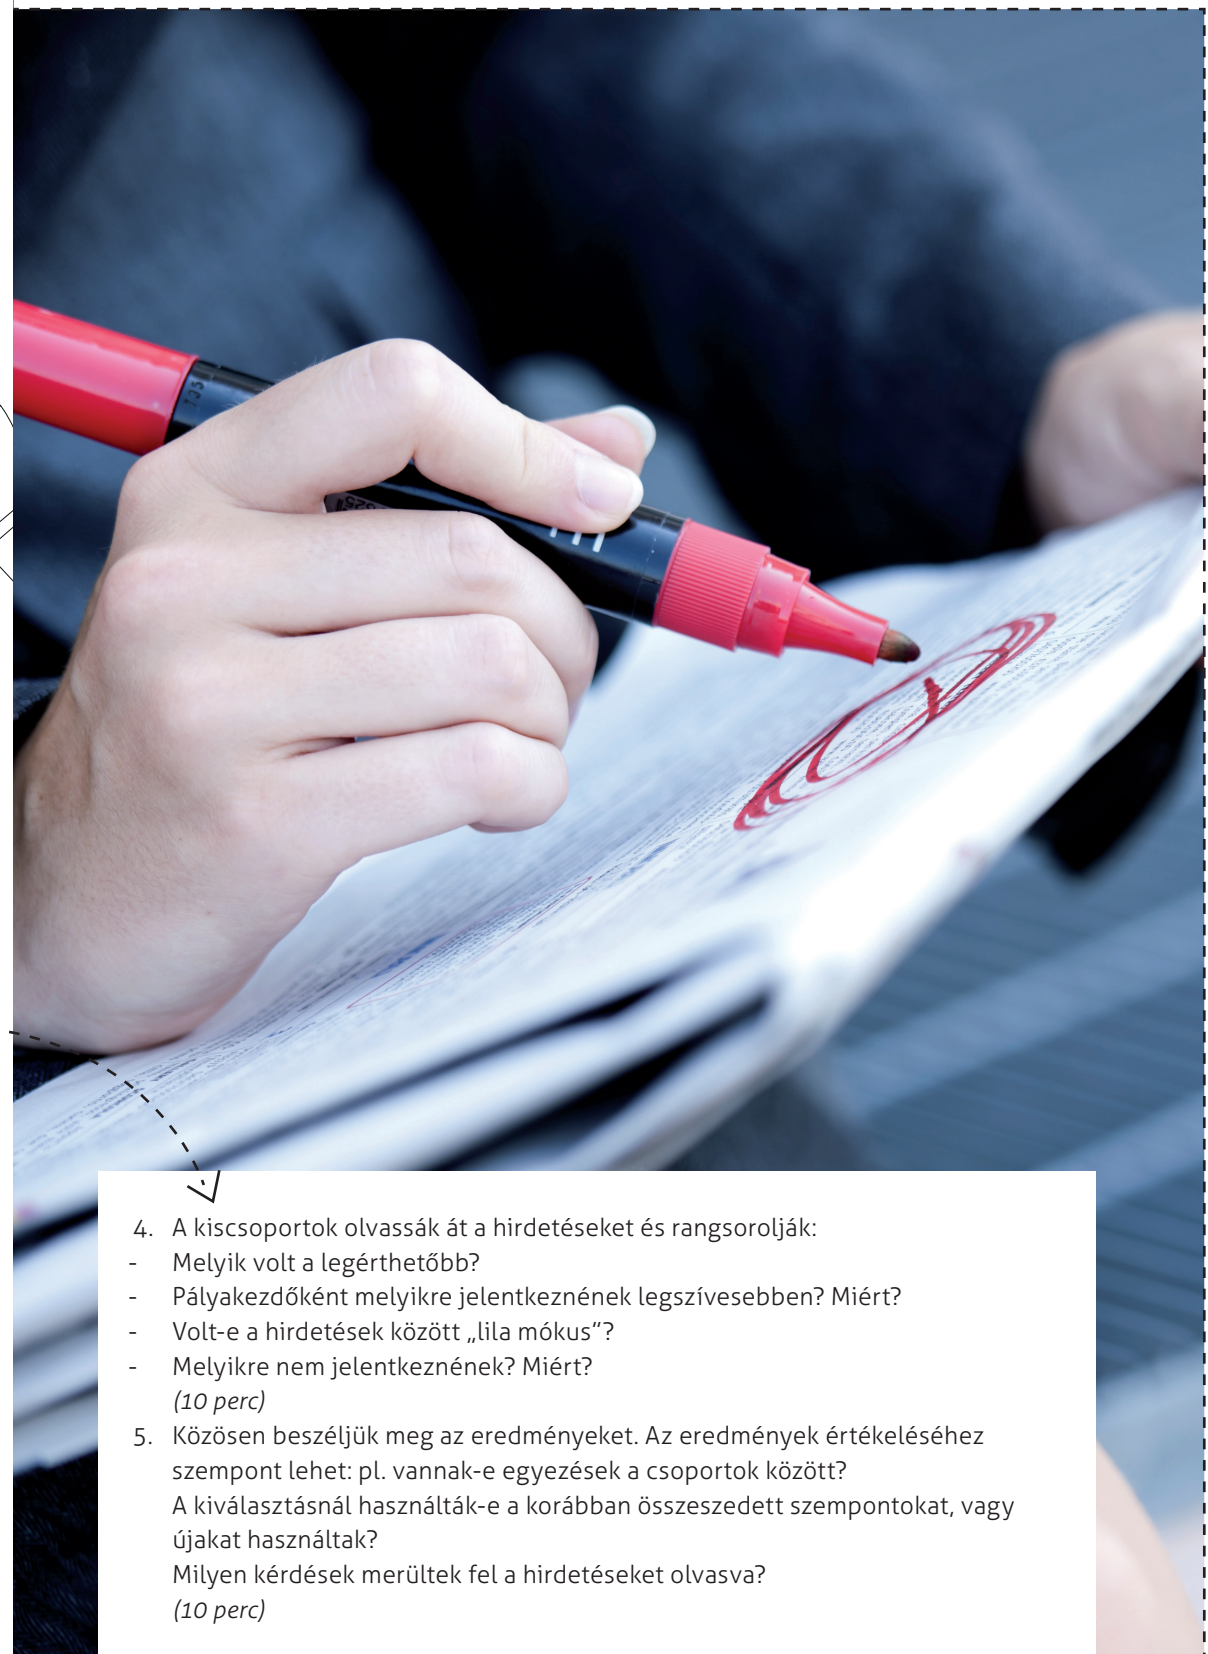 4. A kiscsoportok olvassák át a hirdetéseket és rangsorolják:
- Melyik volt a legérthetőbb?
- Pályakezdőként melyikre jelentkeznének legszívesebben? Miért?
- Volt-e a hirdetések között „lila mókus”?
- Melyikre nem jelentkeznének? Miért?
(10 perc)
5. Közösen beszéljük meg az eredményeket. Az eredmények értékeléséhez
szempont lehet: pl. vannak-e egyezések a csoportok között?
A kiválasztásnál használták-e a korábban összeszedett szempontokat, vagy
újakat használtak?
Milyen kérdések merültek fel a hirdetéseket olvasva?
(10 perc)